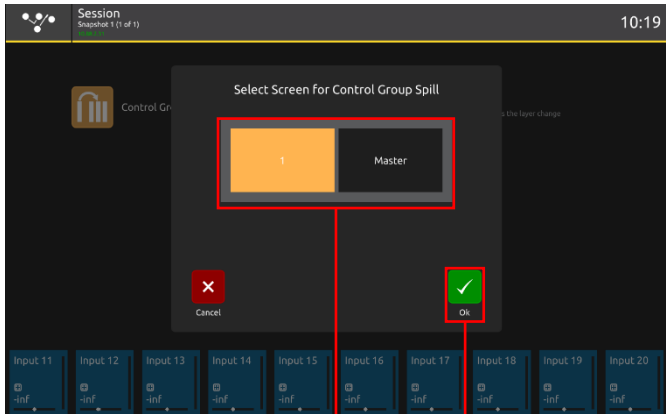 Session
Snapshot 1 (1 of 1)
10:19
Select Screen for Control Group Spill
Control Gr
s the layer change
1
Master
Cancel
Ok
Input 11
Input 12
Input 13
Input 14
Input 15
Input 16
Input 17
Input 18
Input 19
Input 20
-inf
-inf
-inf
-inf
-inf
-inf
-inf
-inf
-inf
-inf